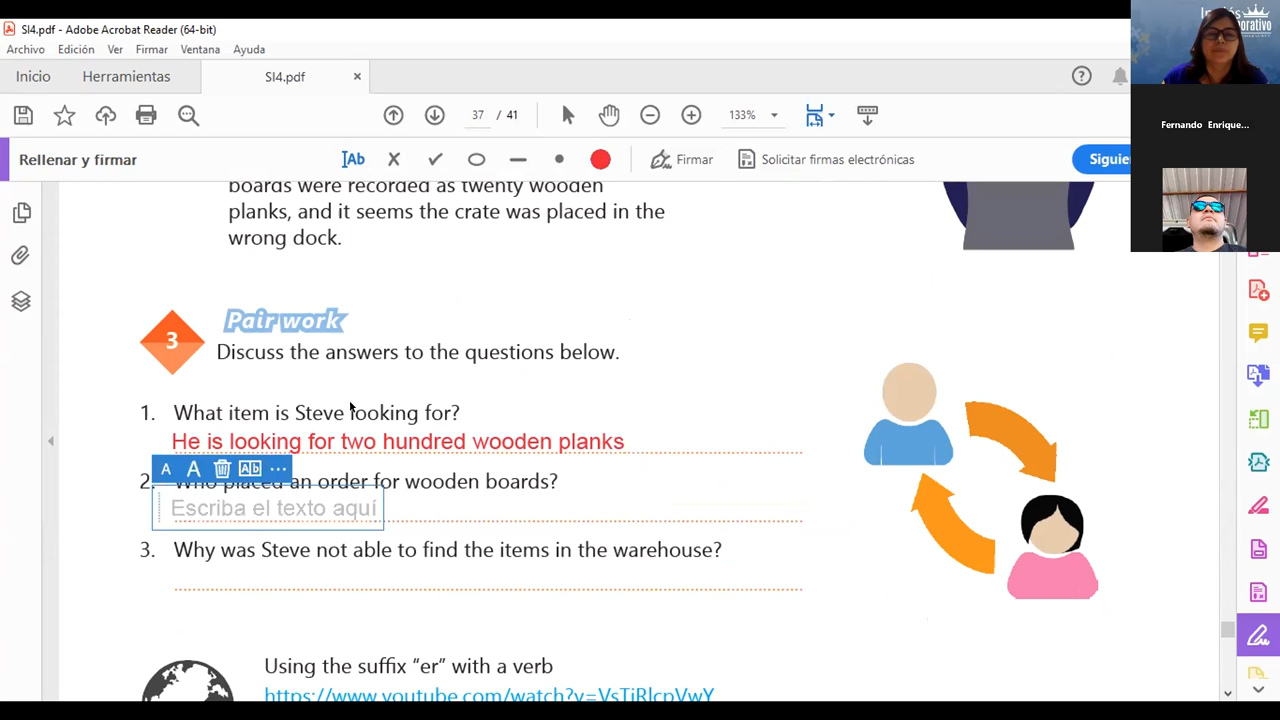 SI4.pdf - Adobe Acrobat Reader (64-bit)
Archivo Edición Ver Firmar Ventana Ayuda
Inicio Herramientas SI4.pdf ×
37 / 41 133%
Rellenar y firmar Ab Firmar Solicitar firmas electrónicas Siguie
Fernando Enrique...
boards were recorded as twenty wooden
planks, and it seems the crate was placed in the
wrong dock.
3 Pair work
Discuss the answers to the questions below.
1. What item is Steve looking for?
He is looking for two hundred wooden planks
A A Ab ...
2. Who placed an order for wooden boards?
Escriba el texto aquí
3. Why was Steve not able to find the items in the warehouse?
Using the suffix “er” with a verb